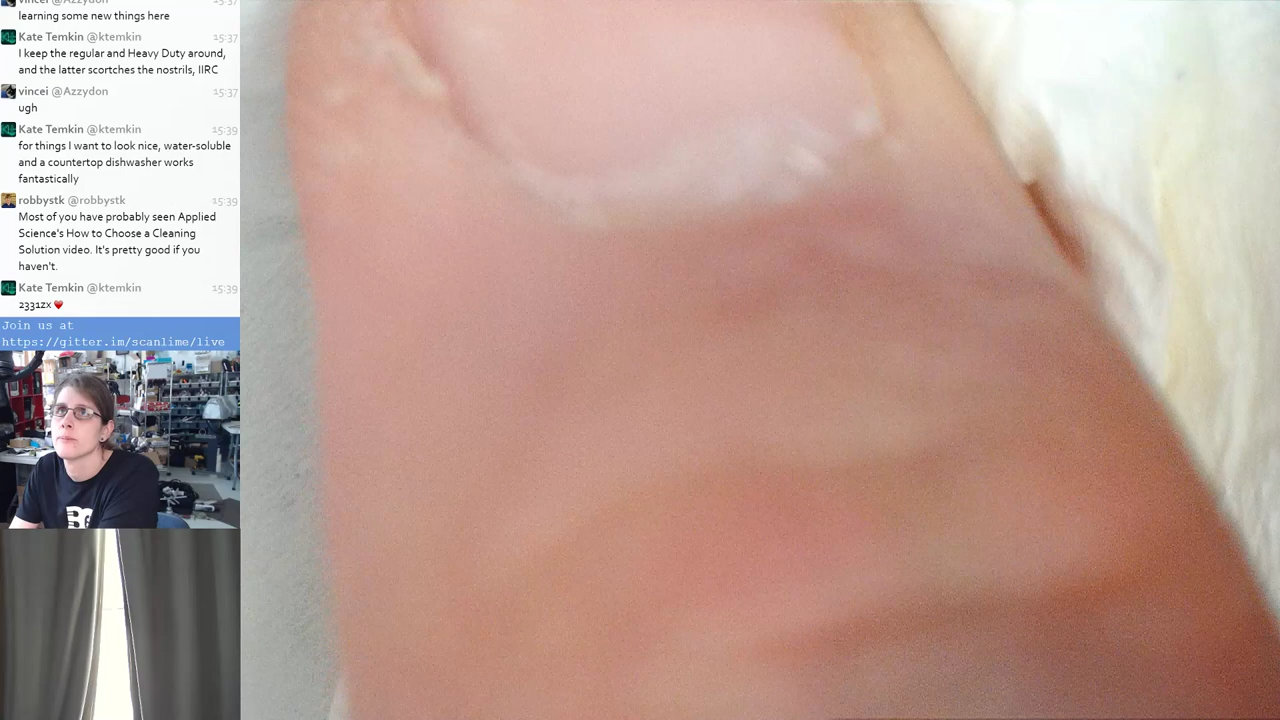 vincei @Azzydon 15:37
learning some new things here
Kate Temkin @ktemkin 15:37
I keep the regular and Heavy Duty around,
and the latter scortches the nostrils, IIRC
vincei @Azzydon 15:37
ugh
Kate Temkin @ktemkin 15:39
for things I want to look nice, water-soluble
and a countertop dishwasher works
fantastically
robbystk @robbystk 15:39
Most of you have probably seen Applied
Science's How to Choose a Cleaning
Solution video. It's pretty good if you
haven't.
Kate Temkin @ktemkin 15:39
2331zx ❤
Join us at
https://gitter.im/scanlime/live